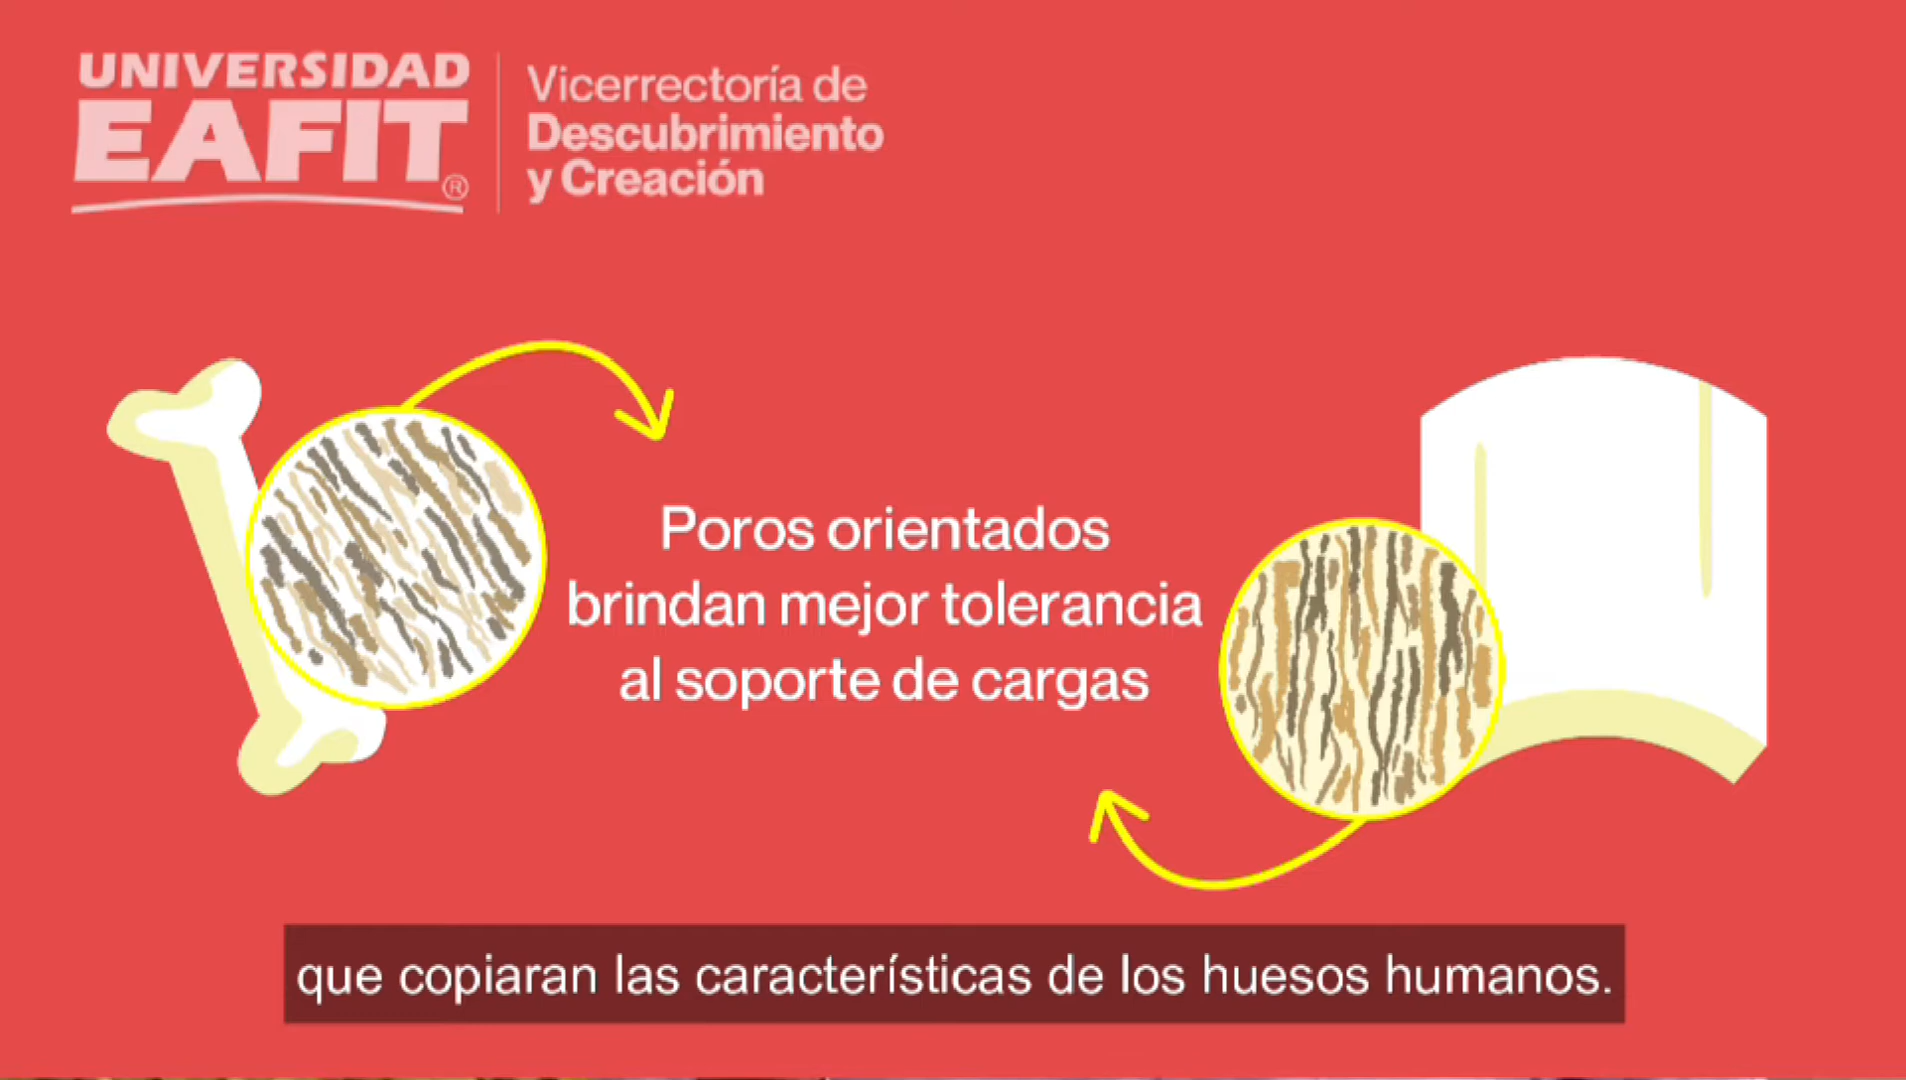 UNIVERSIDAD
EAFIT®
Vicerrectoría de
Descubrimiento
y Creación
Poros orientados
brindan mejor tolerancia
al soporte de cargas
que copiaran las características de los huesos humanos.